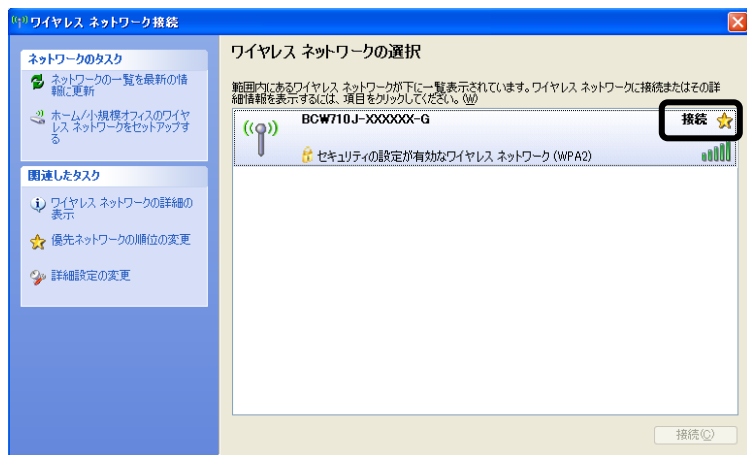 ワイヤレス ネットワーク接続
ネットワークのタスク
ネットワークの一覧を最新の情
報に更新
ホーム/小規模オフィスのワイヤ
レス ネットワークをセットアップす
る
関連したタスク
ワイヤレス ネットワークの詳細の
表示
優先ネットワークの順位の変更
詳細設定の変更
ワイヤレス ネットワークの選択
範囲内にあるワイヤレス ネットワークが下に一覧表示されています。ワイヤレス ネットワークに接続またはその詳
細情報を表示するには、項目をクリックしてください。(W)
BCW710J-XXXXXX-G
接続
セキュリティの設定が有効なワイヤレス ネットワーク (WPA2)
接続(C)